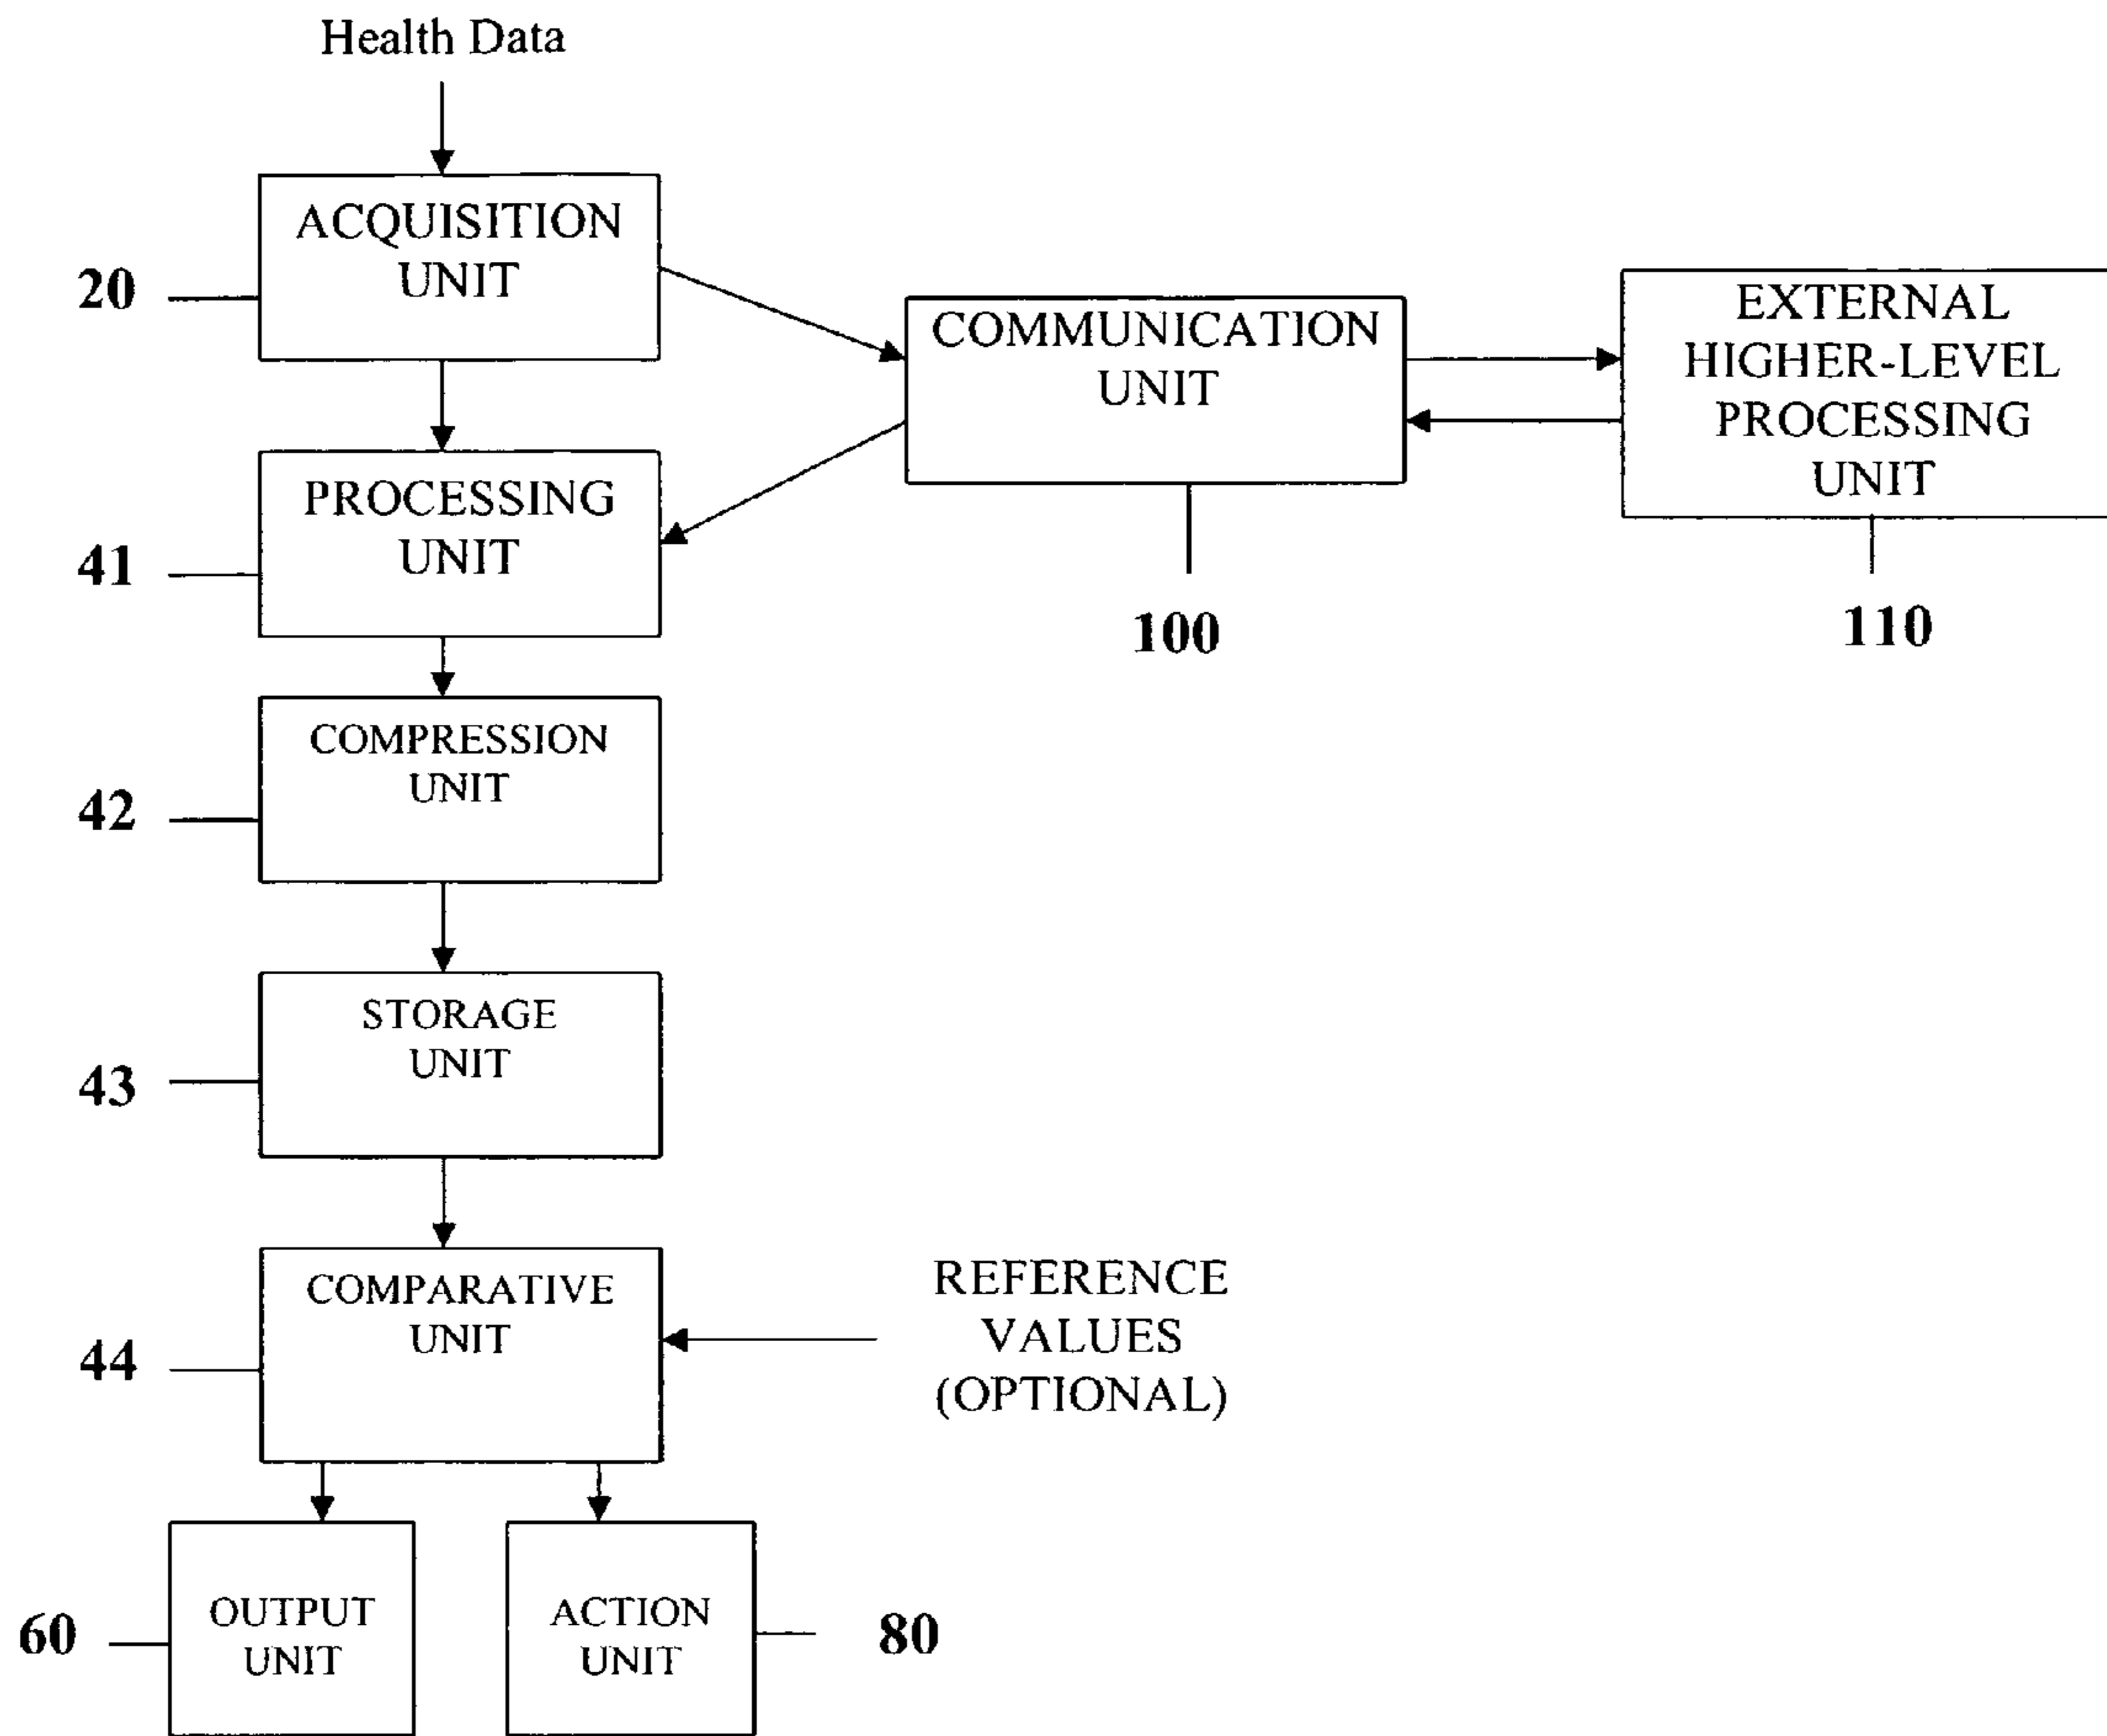 Health Data
ACQUISITION
UNIT
20
COMMUNICATION
UNIT
100
EXTERNAL
HIGHER-LEVEL
PROCESSING
UNIT
110
PROCESSING
UNIT
41
COMPRESSION
UNIT
42
STORAGE
UNIT
43
COMPARATIVE
UNIT
44
REFERENCE
VALUES
(OPTIONAL)
60
OUTPUT
UNIT
ACTION
UNIT
80